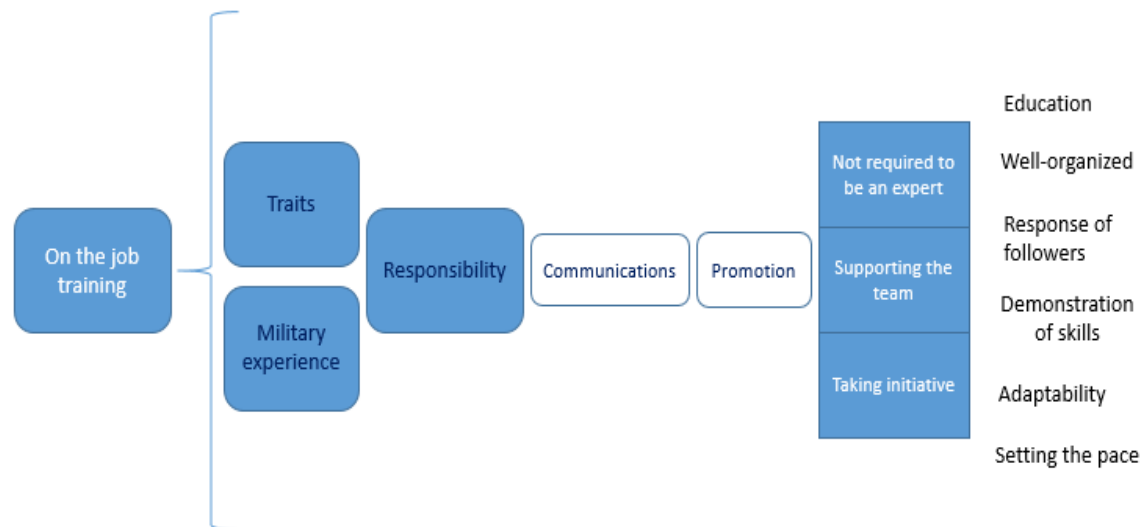 On the job
training
Traits
Military
experience
Responsibility
Communications
Promotion
Not required to
be an expert
Supporting the
team
Taking initiative
Education
Well-organized
Response of
followers
Demonstration
of skills
Adaptability
Setting the pace